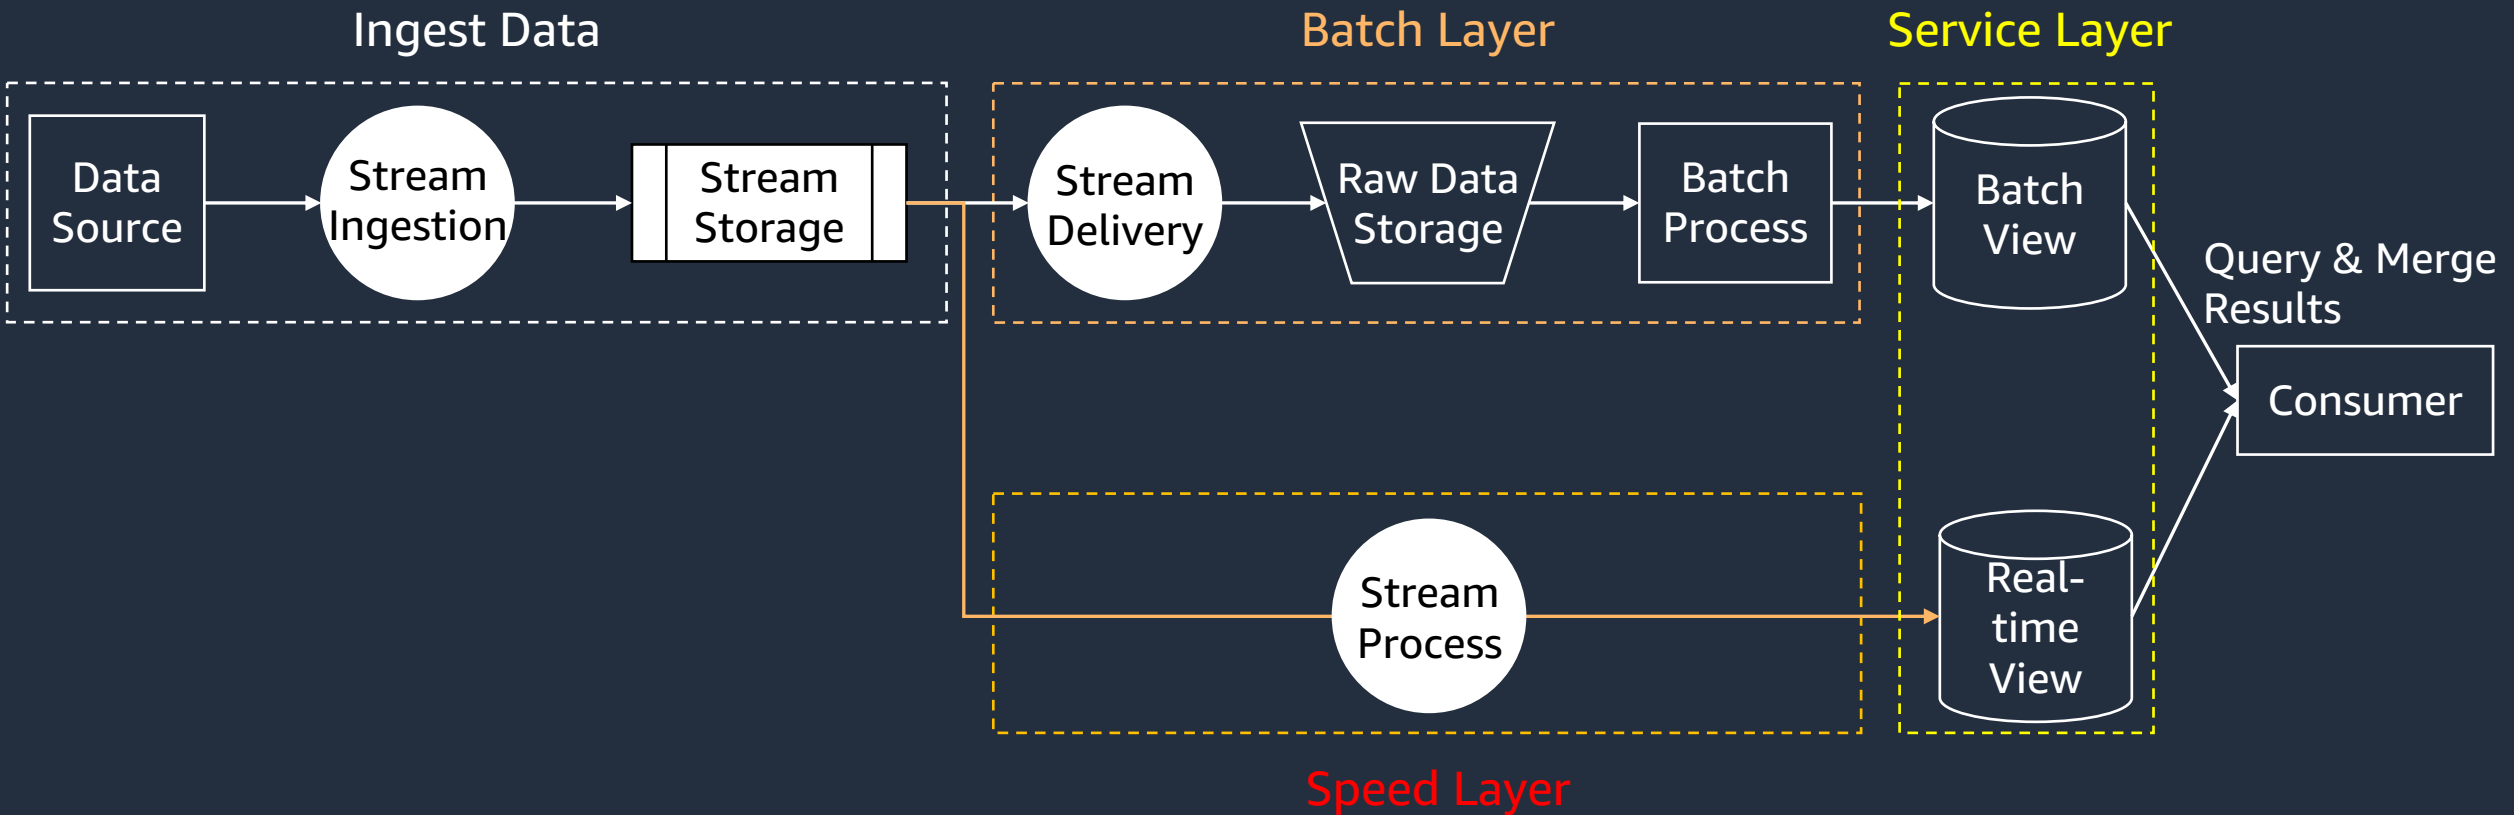 Ingest Data
Batch Layer
Service Layer
Data
Source
Stream
Ingestion
Stream
Storage
Stream
Delivery
Raw Data
Storage
Batch
Process
Batch
View
Query & Merge
Results
Consumer
Stream
Process
Real-
time
View
Speed Layer